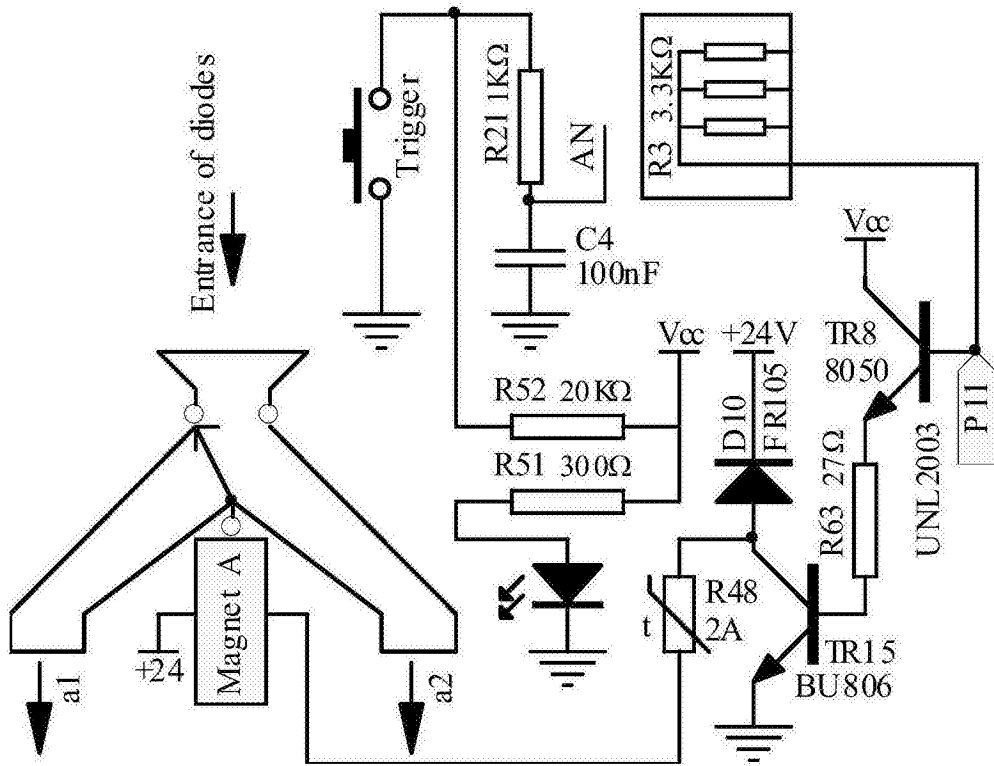 Entrance of diodes
Trigger
R21 1KΩ
AN
C4
100nF
R3 3.3KΩ
Vcc
TR8
8050
P11
UNL2003
Vcc
+24V
D10
FR105
R52 20KΩ
R51 300Ω
R63 27Ω
R48
2A
t
TR15
BU806
Magnet A
+24
a1
a2